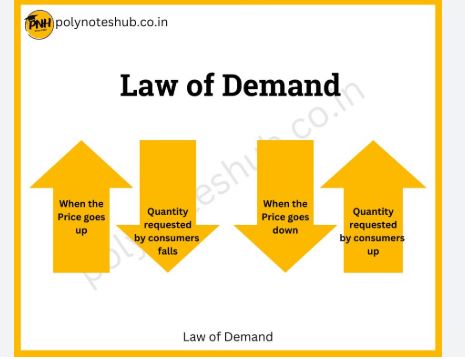 PNH polynoteshub.co.in
Law of Demand
When the
Price goes
up
Quantity
requested
by consumers
falls
When the
Price goes
down
Quantity
requested
by consumers
up
polynoteshub.co.in
Law of Demand